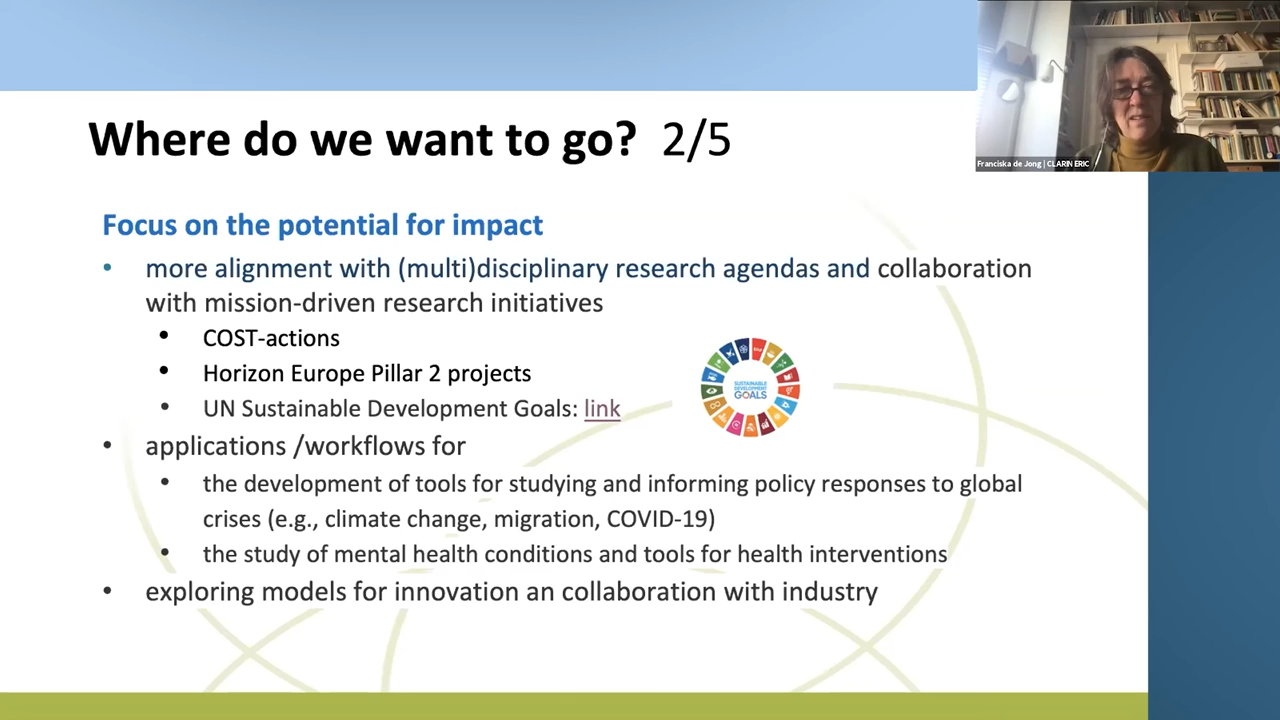 Where do we want to go? 2/5
Franciska de Jong | CLARIN ERIC
Focus on the potential for impact
• more alignment with (multi)disciplinary research agendas and collaboration
with mission-driven research initiatives
• COST-actions
• Horizon Europe Pillar 2 projects
• UN Sustainable Development Goals: link
SUSTAINABLE
DEVELOPMENT
GOALS
• applications /workflows for
• the development of tools for studying and informing policy responses to global
crises (e.g., climate change, migration, COVID-19)
• the study of mental health conditions and tools for health interventions
• exploring models for innovation an collaboration with industry